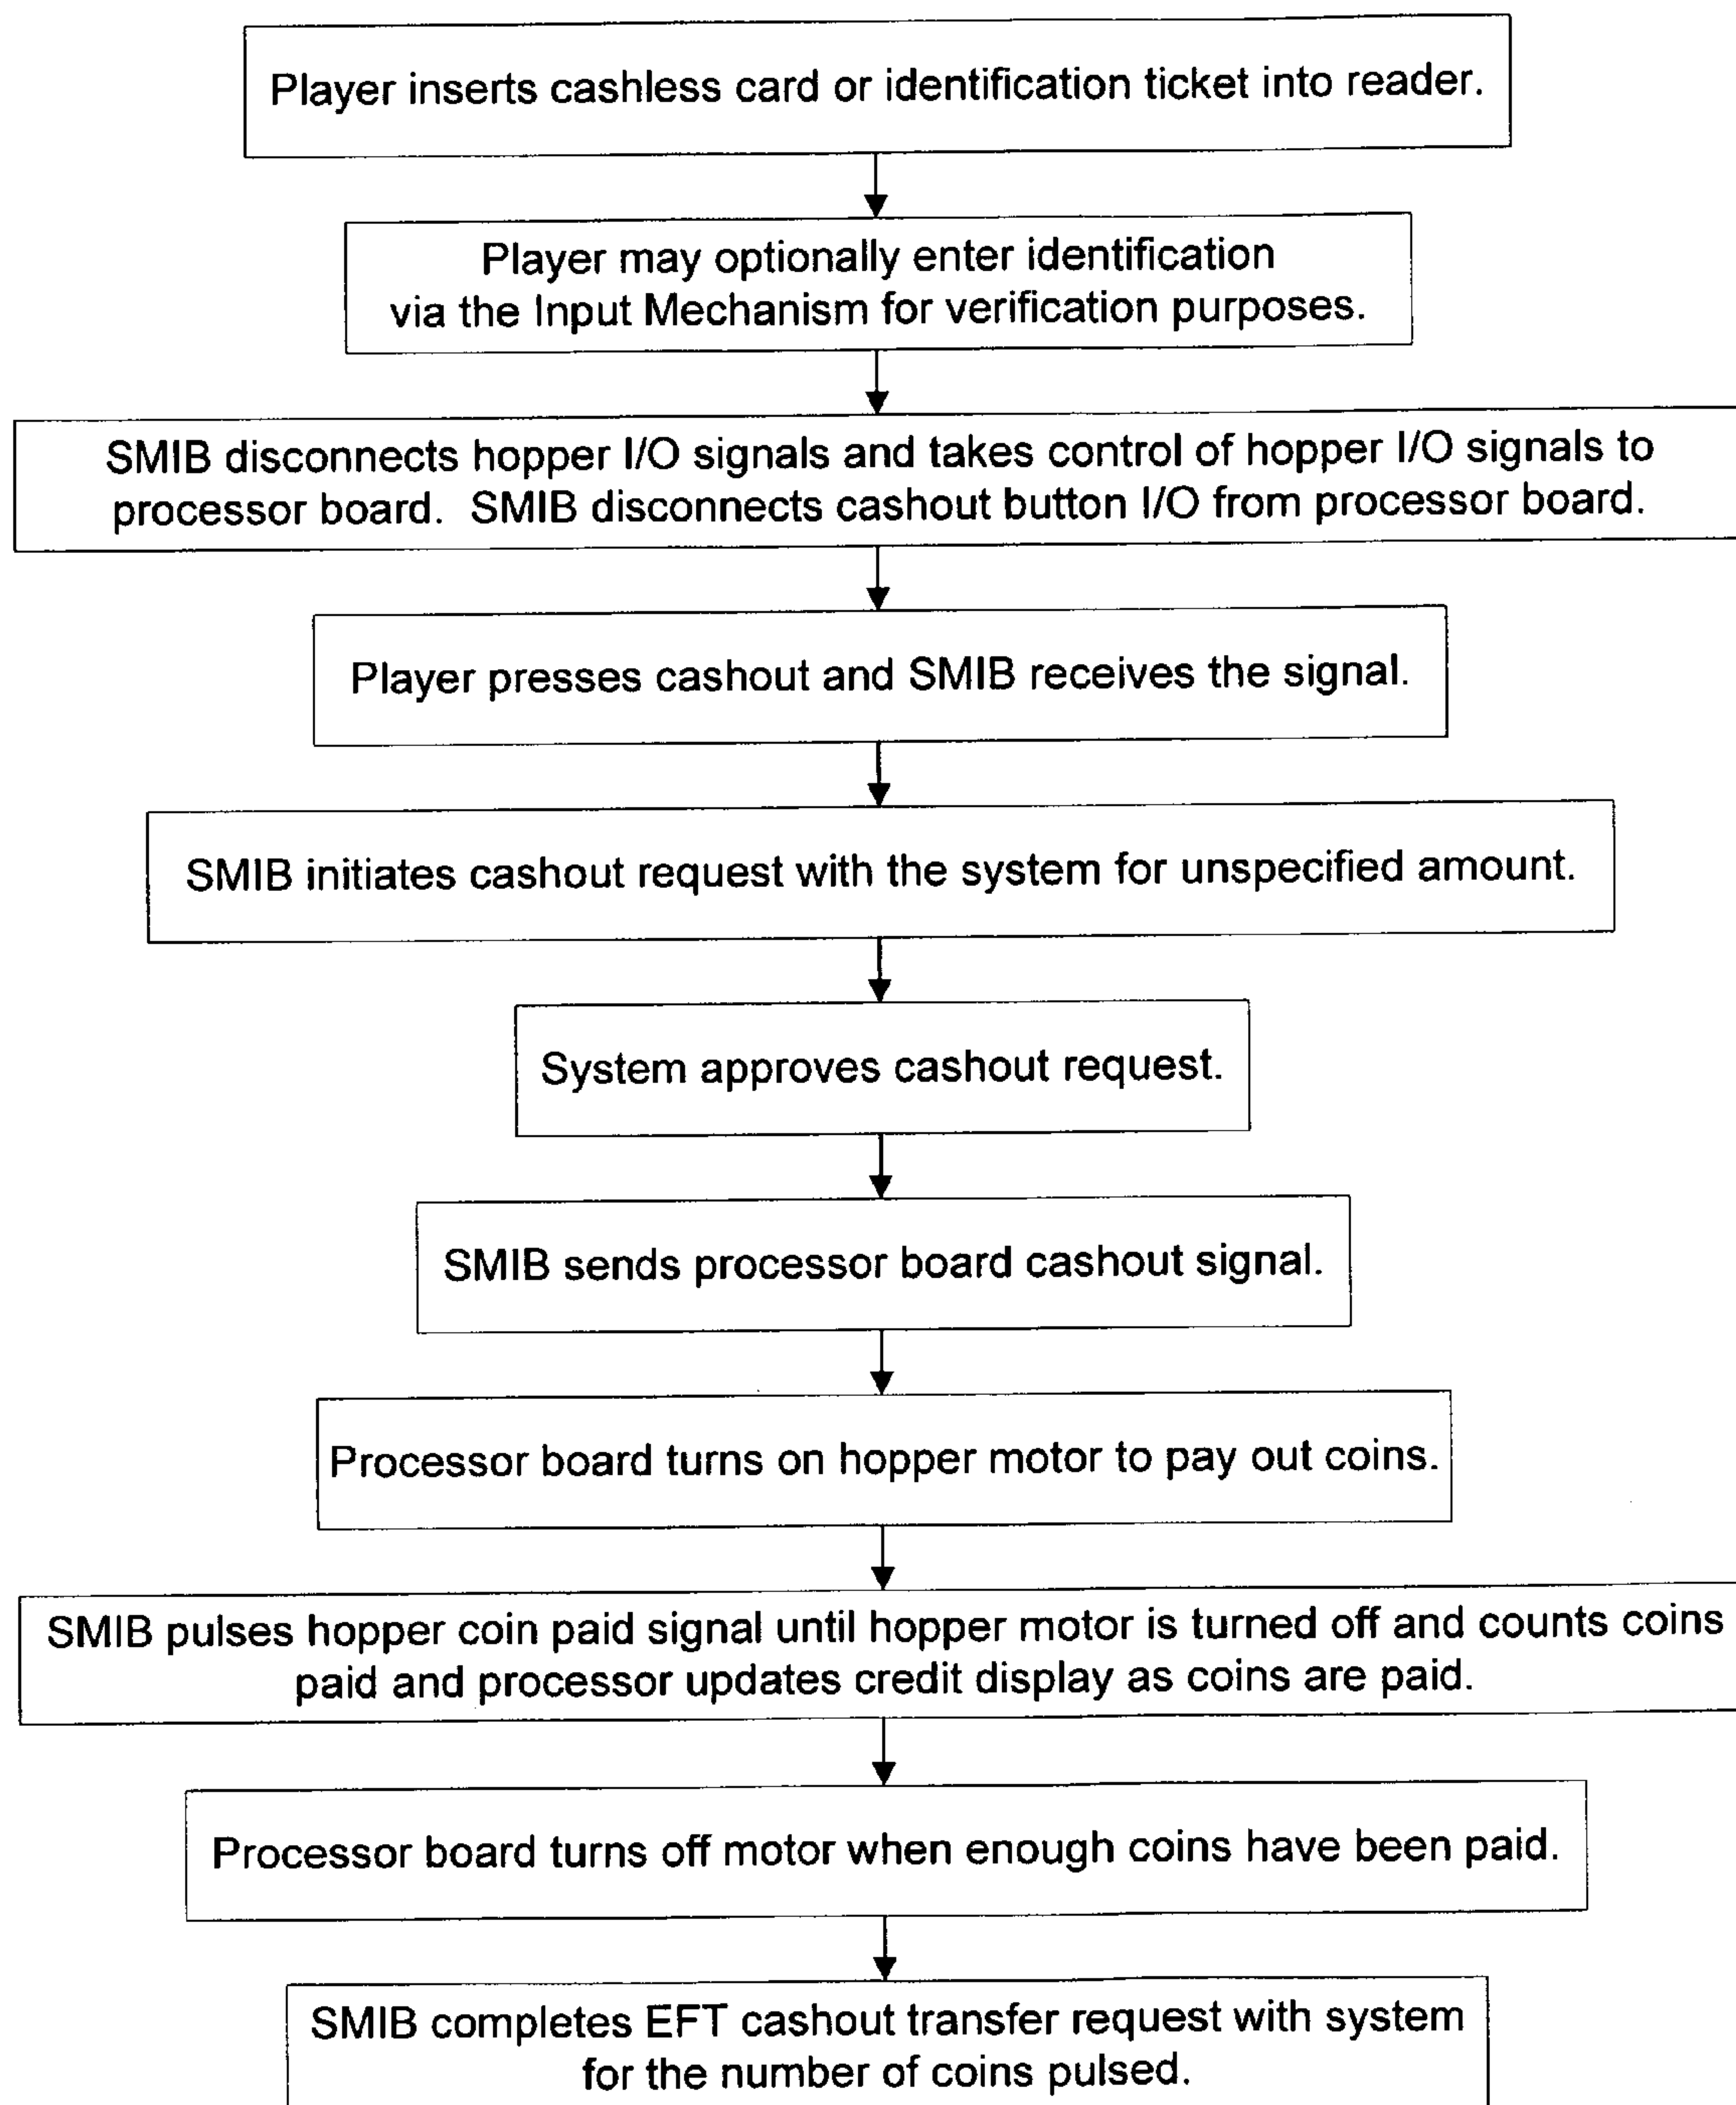 Player inserts cashless card or identification ticket into reader.
Player may optionally enter identification
via the Input Mechanism for verification purposes.
SMIB disconnects hopper I/O signals and takes control of hopper I/O signals to
processor board.  SMIB disconnects cashout button I/O from processor board.
Player presses cashout and SMIB receives the signal.
SMIB initiates cashout request with the system for unspecified amount.
System approves cashout request.
SMIB sends processor board cashout signal.
Processor board turns on hopper motor to pay out coins.
SMIB pulses hopper coin paid signal until hopper motor is turned off and counts coins
paid and processor updates credit display as coins are paid.
Processor board turns off motor when enough coins have been paid.
SMIB completes EFT cashout transfer request with system
for the number of coins pulsed.